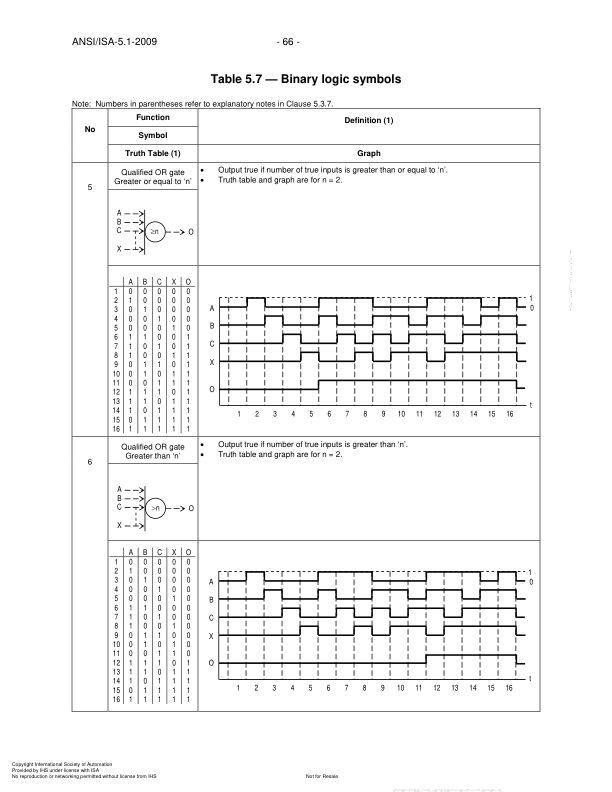 ANSI/ISA-5.1-2009
- 66 -
Table 5.7 — Binary logic symbols
Note: Numbers in parentheses refer to explanatory notes in Clause 5.3.7.
No
Function
Symbol
Truth Table (1)
Definition (1)
Graph
5
Qualified OR gate
Greater or equal to ‘n’
• Output true if number of true inputs is greater than or equal to ‘n’.
• Truth table and graph are for n = 2.
A
B
C
X
≥n
O
A B C X O
1 0 0 0 0 0
2 1 0 0 0 0
3 0 1 0 0 0
4 0 0 1 0 0
5 0 0 0 1 0
6 1 1 0 0 1
7 1 0 1 0 1
8 1 0 0 1 1
9 0 1 1 0 1
10 0 1 0 1 1
11 0 0 1 1 1
12 1 1 1 0 1
13 1 1 0 1 1
14 1 0 1 1 1
15 0 1 1 1 1
16 1 1 1 1 1
1
A 0
B
C
X
O
t
1 2 3 4 5 6 7 8 9 10 11 12 13 14 15 16
6
Qualified OR gate
Greater than ‘n’
• Output true if number of true inputs is greater than ‘n’.
• Truth table and graph are for n = 2.
A
B
C
X
>n
O
A B C X O
1 0 0 0 0 0
2 1 0 0 0 0
3 0 1 0 0 0
4 0 0 1 0 0
5 0 0 0 1 0
6 1 1 0 0 0
7 1 0 1 0 0
8 1 0 0 1 0
9 0 1 1 0 0
10 0 1 0 1 0
11 0 0 1 1 0
12 1 1 1 0 1
13 1 1 0 1 1
14 1 0 1 1 1
15 0 1 1 1 1
16 1 1 1 1 1
1
A 0
B
C
X
O
t
1 2 3 4 5 6 7 8 9 10 11 12 13 14 15 16
Copyright International Society of Automation
Provided by IHS under license with ISA
No reproduction or networking permitted without license from IHS
Not for Resale